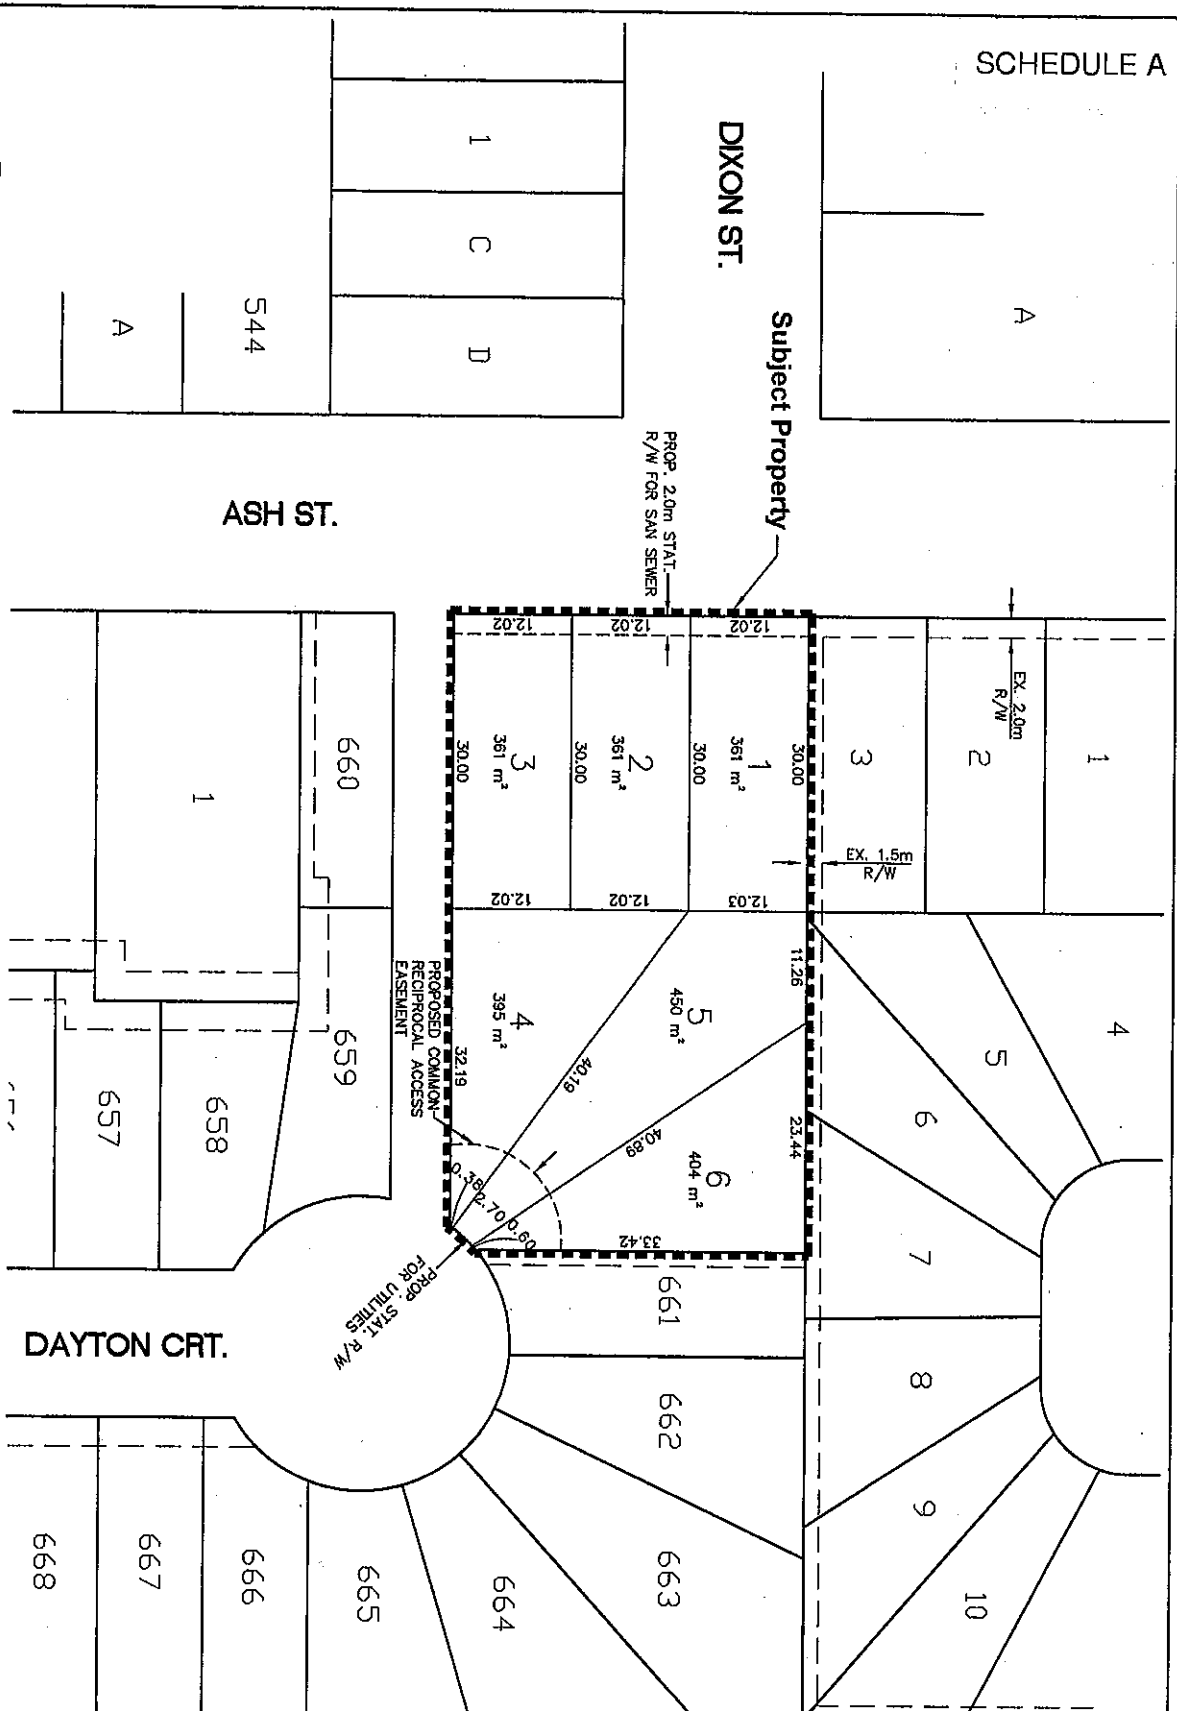 SCHEDULE A
DIXON ST.
Subject Property
1
C
D
A
544
A
PROP. 2.0m STAT.
R/W FOR SAN SEWER
ASH ST.
EX. 2.0m
R/W
12.02
12.02
12.02
1
361 m²
2
361 m²
3
361 m²
30.00
30.00
30.00
30.00
3
2
1
EX. 1.5m
R/W
12.02
12.02
12.03
660
1
11.26
5
450 m²
4
395 m²
32.19
40.19
40.89
23.44
6
404 m²
33.42
0.38
2.70
0.60
PROPOSED COMMON
RECIPROCAL ACCESS
EASEMENT
PROP. STAT. R/W
FOR UTILITIES
4
5
6
7
8
9
10
659
658
657
DAYTON CRT.
661
662
663
664
665
666
667
668